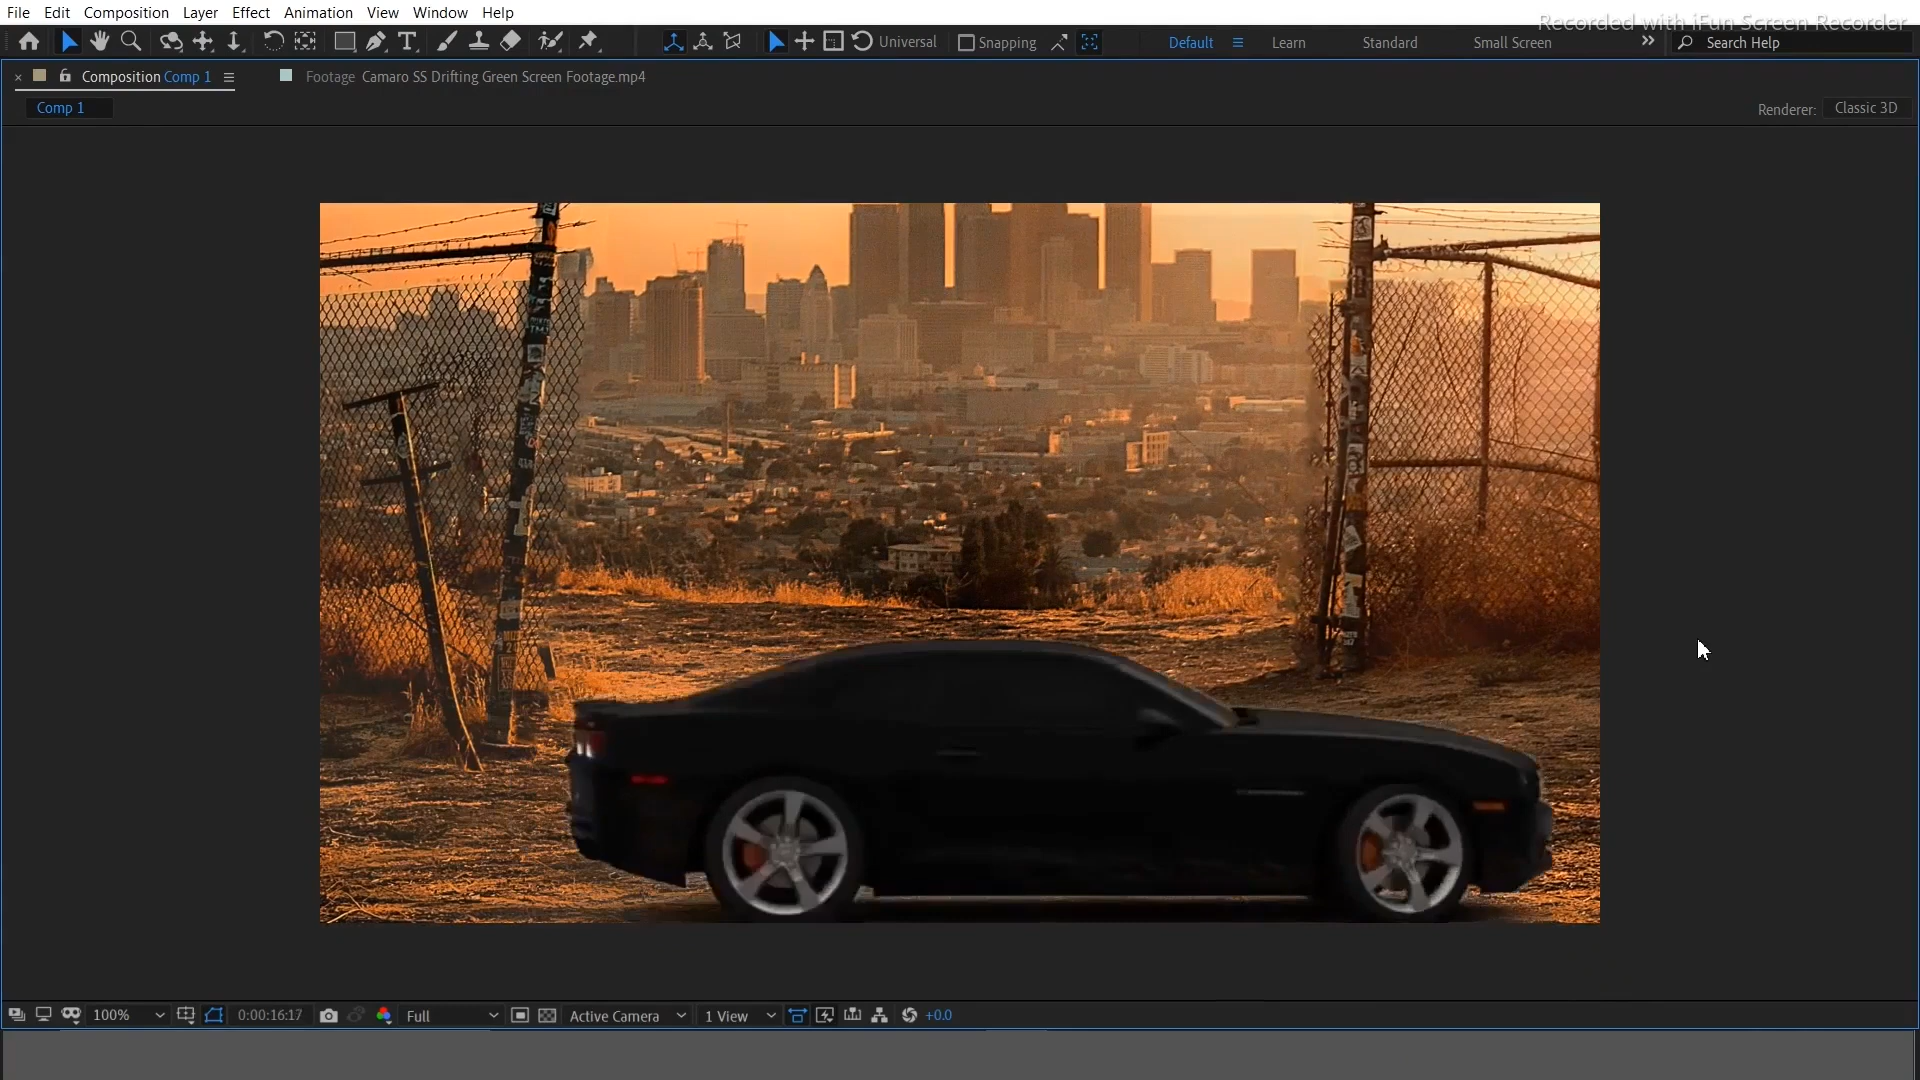 File Edit Composition Layer Effect Animation View Window Help
Recorded with iFun Screen Recorder
Universal Snapping Default Learn Standard Small Screen Search Help
Composition Comp 1 Footage Camaro SS Drifting Green Screen Footage.mp4
Comp 1 Renderer: Classic 3D
100% 0:00:16:17 Full Active Camera 1 View +0.0